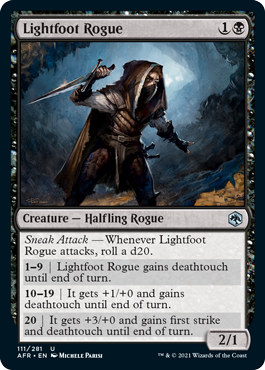 Lightfoot Rogue 1
Creature — Halfling Rogue
Sneak Attack — Whenever Lightfoot
Rogue attacks, roll a d20.
1–9 | Lightfoot Rogue gains deathtouch
until end of turn.
10–19 | It gets +1/+0 and gains
deathtouch until end of turn.
20 | It gets +3/+0 and gains first strike
and deathtouch until end of turn.
2/1
111/281 U
AFR • EN MICHELE PARISI
™ & © 2021 Wizards of the Coast